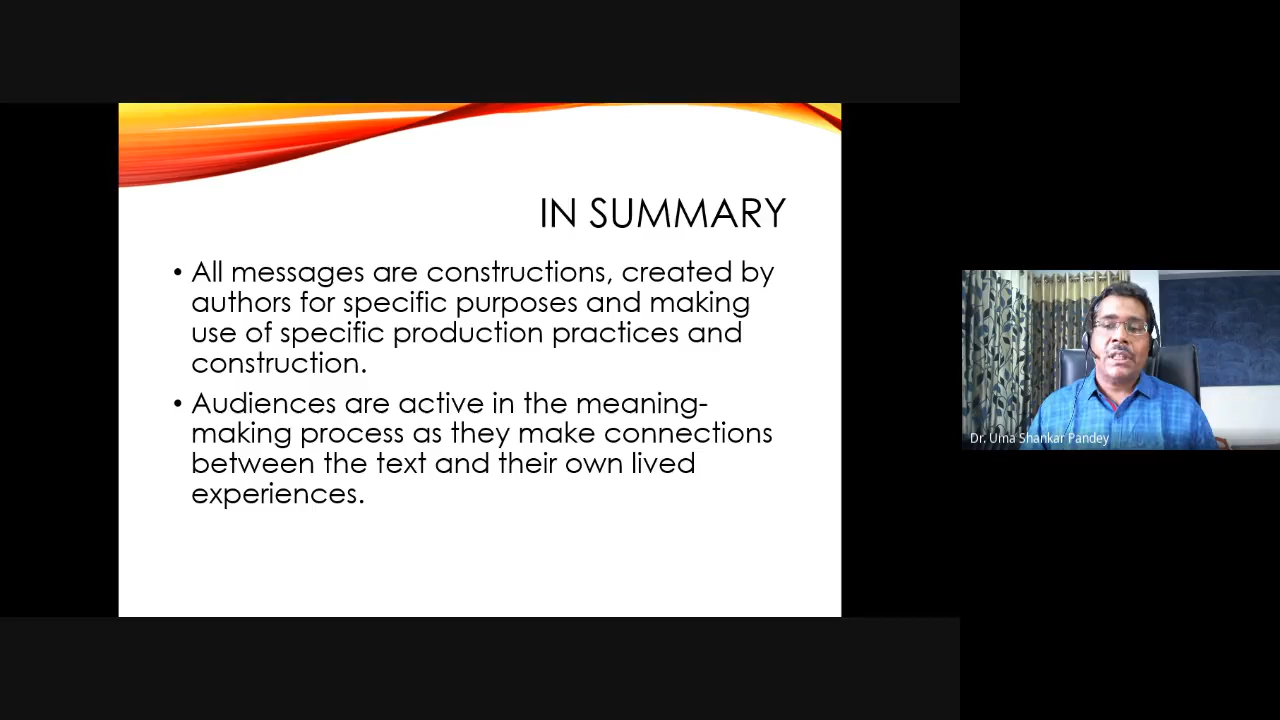 IN SUMMARY
• All messages are constructions, created by
authors for specific purposes and making
use of specific production practices and
construction.
• Audiences are active in the meaning-
making process as they make connections
between the text and their own lived
experiences.
Dr. Uma Shankar Pandey